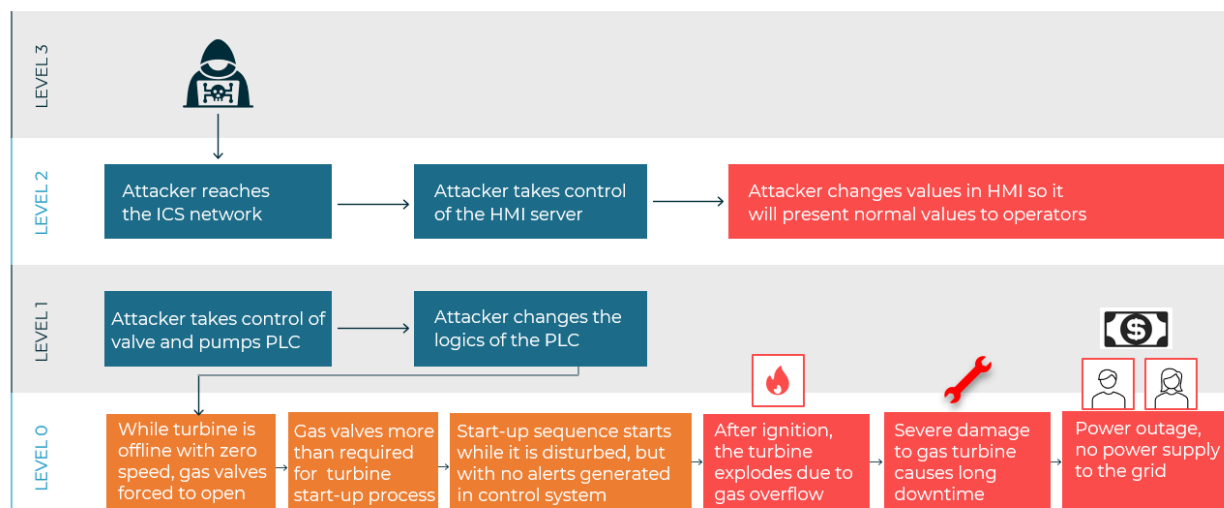 LEVEL 3
LEVEL 2
Attacker reaches
the ICS network
Attacker takes control
of the HMI server
Attacker changes values in HMI so it
will present normal values to operators
LEVEL 1
Attacker takes control of
valve and pumps PLC
Attacker changes the
logics of the PLC
$
LEVEL 0
While turbine is
offline with zero
speed, gas valves
forced to open
Gas valves more
than required
for turbine
start-up process
Start-up sequence starts
while it is disturbed, but
with no alerts generated
in control system
After ignition,
the turbine
explodes due to
gas overflow
Severe damage
to gas turbine
causes long
downtime
Power outage,
no power supply
to the grid